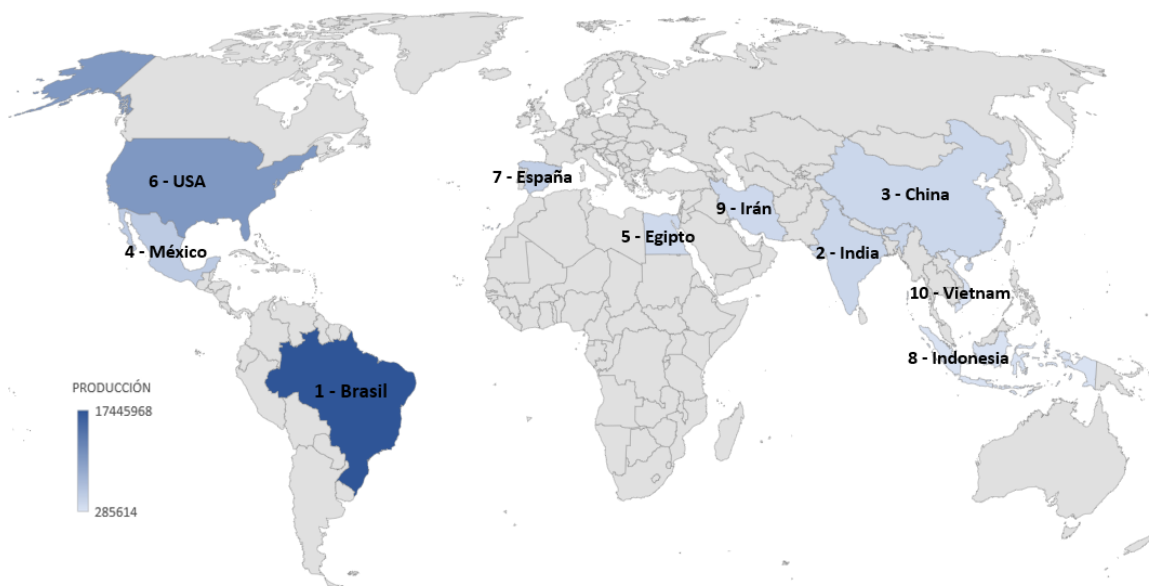 6 - USA
7 - España
3 - China
9 - Irán
5 - Egipto
4 - México
2 - India
10 - Vietnam
8 - Indonesia
1 - Brasil
PRODUCCIÓN
17445968
285614